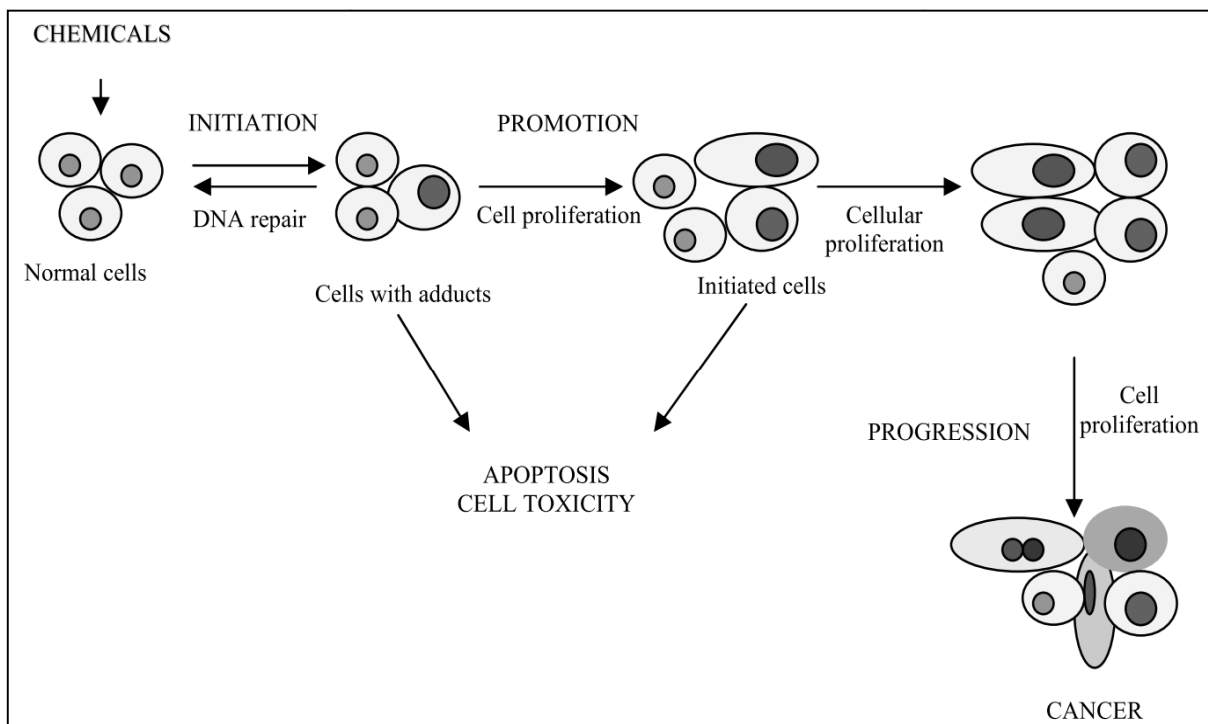 CHEMICALS
INITIATION
PROMOTION
DNA repair
Cell proliferation
Cellular
proliferation
Normal cells
Cells with adducts
Initiated cells
APOPTOSIS
CELL TOXICITY
PROGRESSION
Cell
proliferation
CANCER